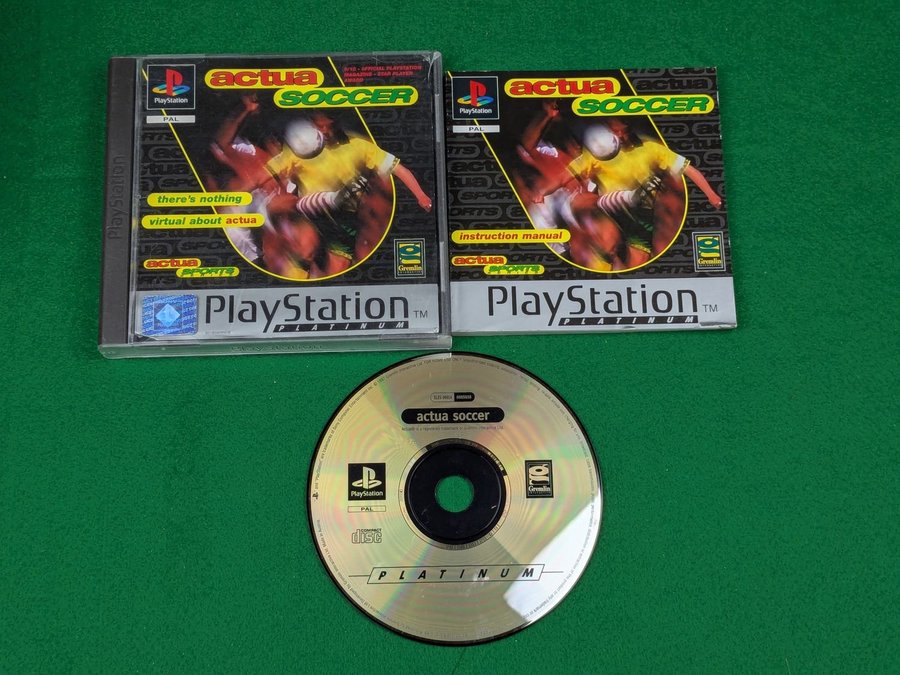 PlayStation
PlayStation
PAL
actua
SOCCER
9/10 - OFFICIAL PLAYSTATION
MAGAZINE - STAR PLAYER
AWARD
there's nothing
virtual about actua
actua
SPORTS
Gremlin
PlayStation TM
PLATINUM
PlayStation
PlayStation
PAL
actua
SOCCER
instruction manual
actua
SPORTS
Gremlin
PlayStation TM
PLATINUM
actua soccer
PlayStation
PAL
COMPACT
disc
Gremlin
PLATINUM